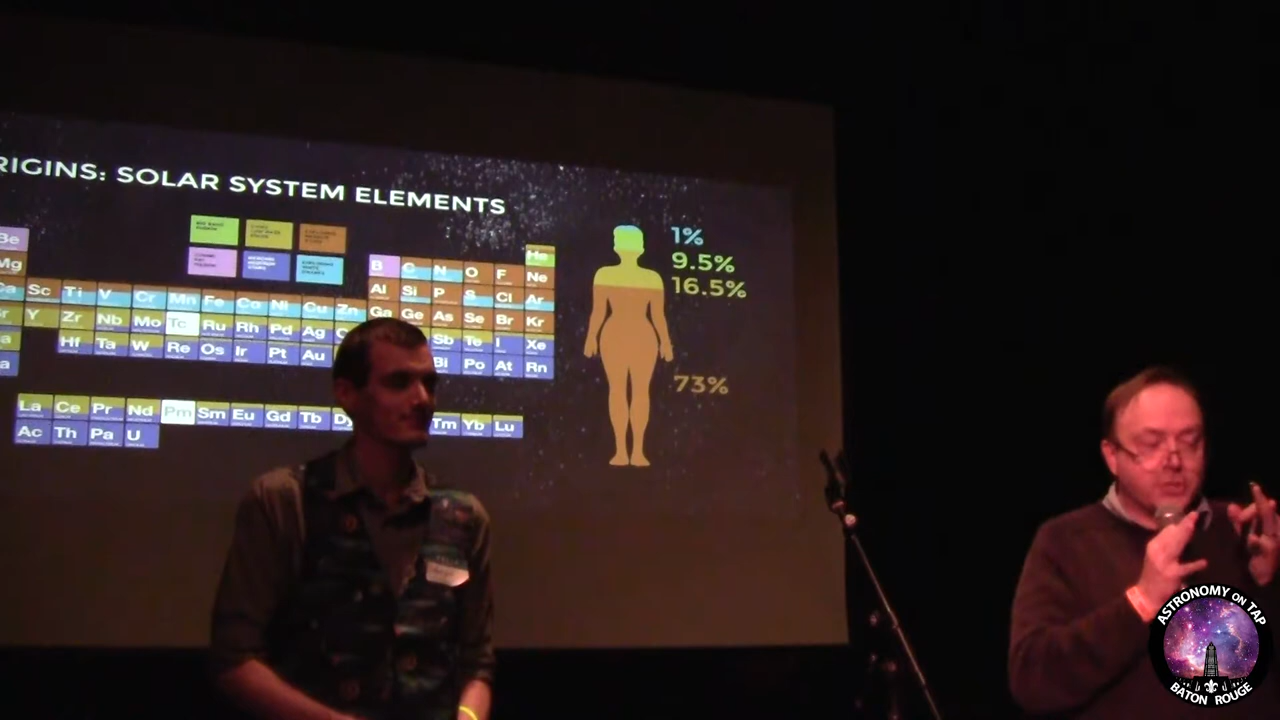 RIGINS: SOLAR SYSTEM ELEMENTS
Be He
Mg B C N O F Ne
Ca Sc Ti V Cr Mn Fe Co Ni Cu Zn Al Si P S Cl Ar
Y Zr Nb Mo Tc Ru Rh Pd Ag Ga Ge As Se Br Kr
Hf Ta W Re Os Ir Pt Au Sb Te I Xe
Bi Po At Rn
La Ce Pr Nd Pm Sm Eu Gd Tb Dy Tm Yb Lu
Ac Th Pa U
1%
9.5%
16.5%
73%
ASTRONOMY ON TAP
BATON ROUGE